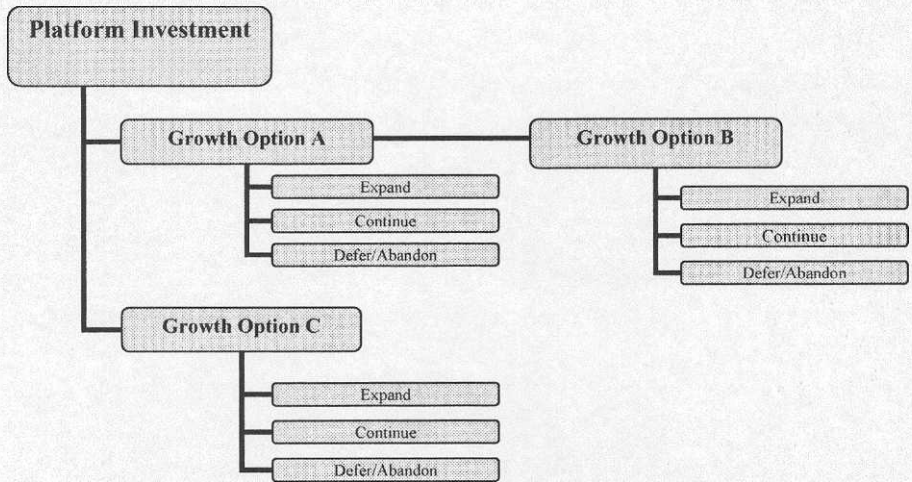 Platform Investment
Growth Option A
Growth Option B
Expand
Continue
Defer/Abandon
Expand
Continue
Defer/Abandon
Growth Option C
Expand
Continue
Defer/Abandon